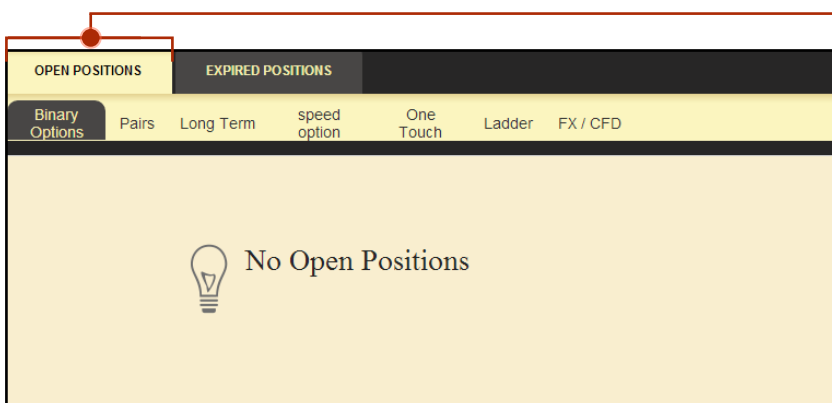 OPEN POSITIONS EXPIRED POSITIONS
Binary Options Pairs Long Term speed option One Touch Ladder FX / CFD
No Open Positions